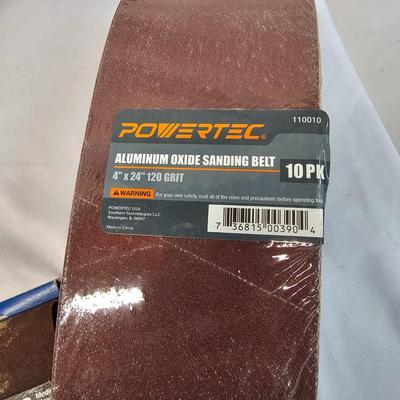 110010
POWERTEC®
ALUMINUM OXIDE SANDING BELT
10 PK
4" x 24" 120 GRIT
WARNING For your own safety, read all of the rules and precautions before operating tool.
POWERTEC USA
Southern Technologies LLC
Waukegan, IL 60087
Made in China
7 36815 00390 4